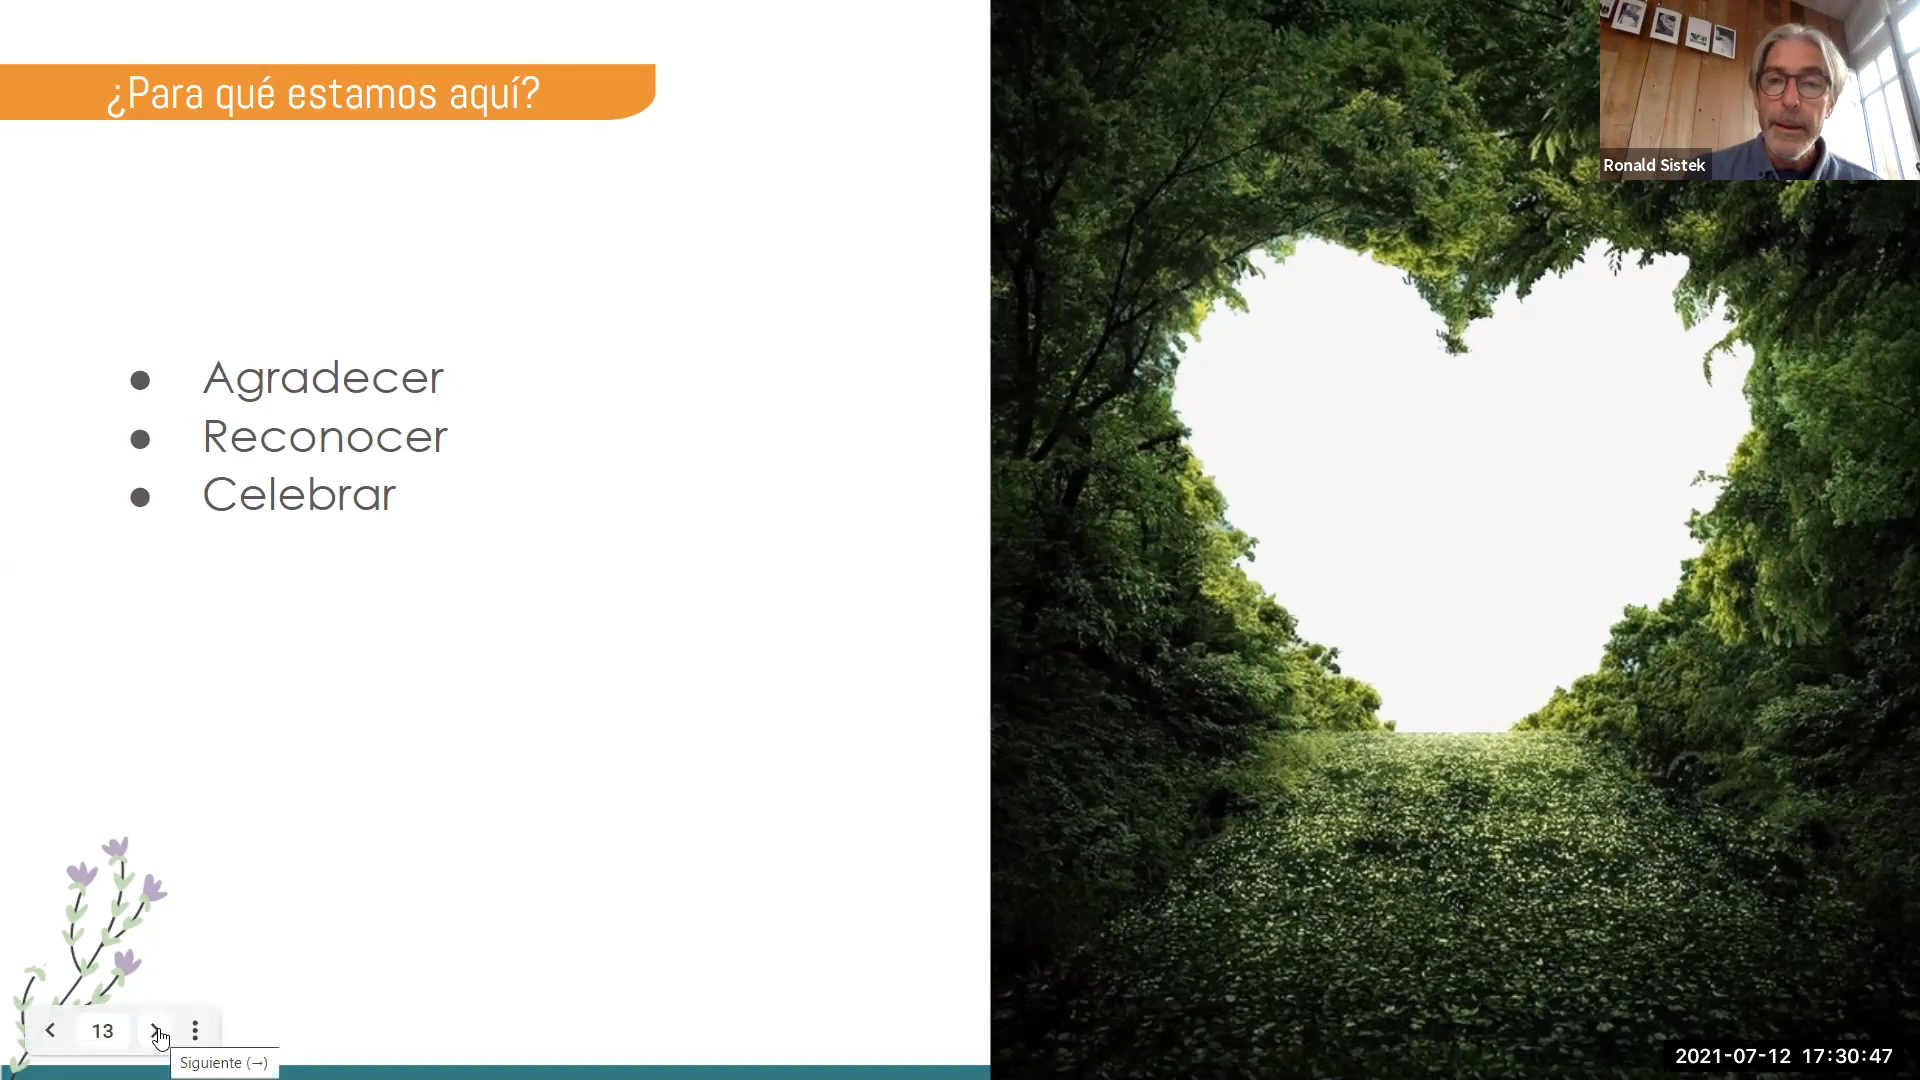 ¿Para qué estamos aquí?
Ronald Sistek
● Agradecer
● Reconocer
● Celebrar
13
Siguiente (→)
2021-07-12 17:30:47